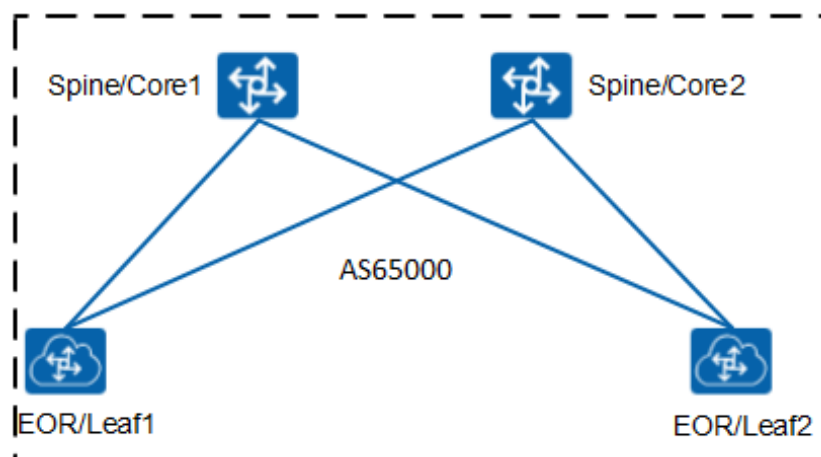 Spine/Core1
Spine/Core2
AS65000
EOR/Leaf1
EOR/Leaf2